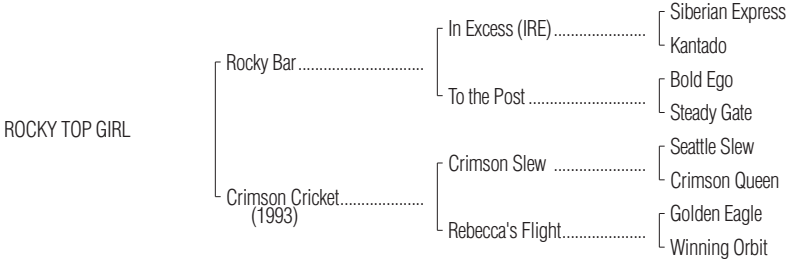 Siberian Express
In Excess (IRE)......................
Kantado
Rocky Bar ..............................
Bold Ego
To the Post ............................
Steady Gate
ROCKY TOP GIRL
Seattle Slew
Crimson Slew ......................
Crimson Queen
Crimson Cricket....................
(1993)
Golden Eagle
Rebecca's Flight....................
Winning Orbit